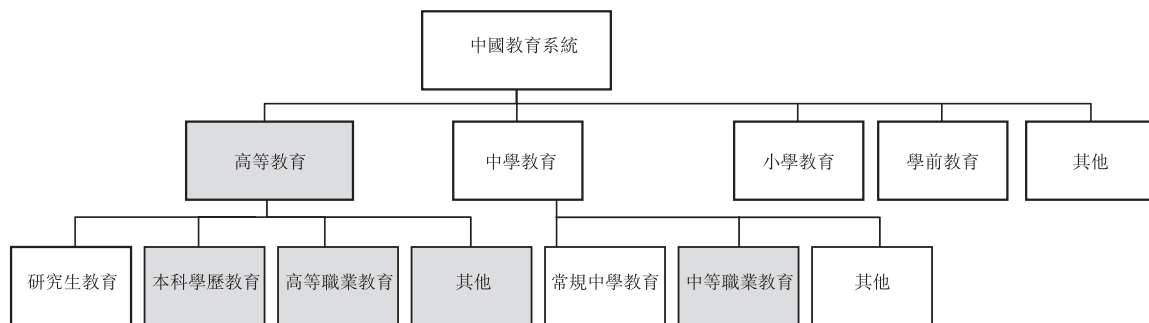 中國教育系統
高等教育
中學教育
小學教育
學前教育
其他
研究生教育
本科學歷教育
高等職業教育
其他
常規中學教育
中等職業教育
其他